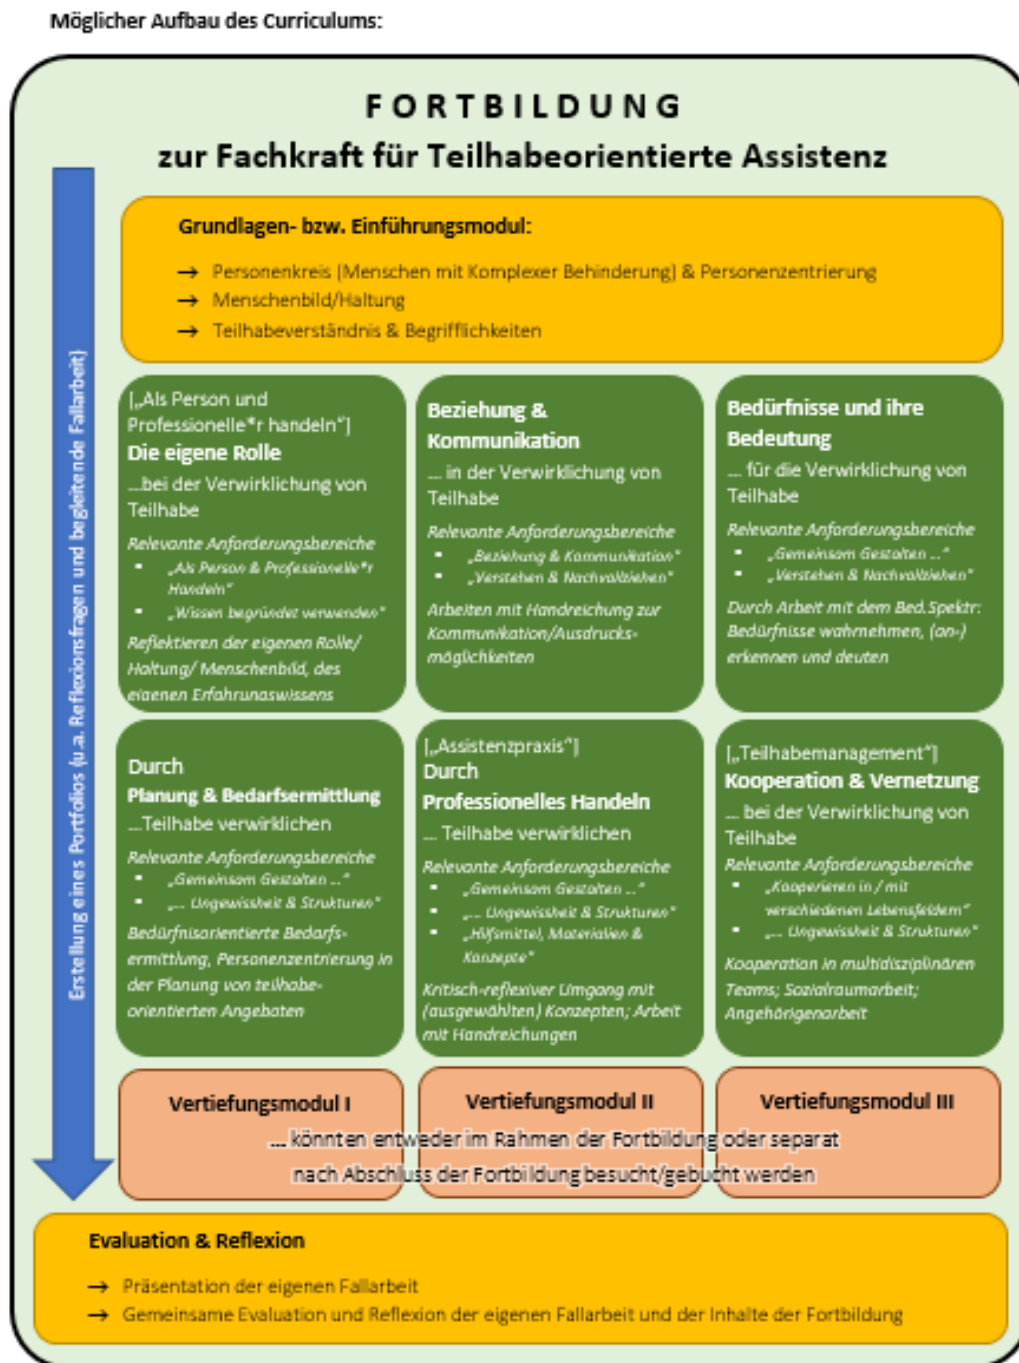 Möglicher Aufbau des Curriculums:
FORTBILDUNG
zur Fachkraft für Teilhabeorientierte Assistenz
Erstellung eines Portfolios (u.a. Reflexionsfragen und begleitende Fallarbeit)
Grundlagen- bzw. Einführungsmodul:
→ Personenkreis (Menschen mit Komplexer Behinderung) & Personenzentrierung
→ Menschenbild/Haltung
→ Teilhabeverständnis & Begrifflichkeiten
[„Als Person und
Professionelle*r handeln“]
Die eigene Rolle
...bei der Verwirklichung von
Teilhabe
Relevante Anforderungsbereiche
▪ „Als Person & Professionelle*r
Handeln“
▪ „Wissen begründet verwenden“
Reflektieren der eigenen Rolle/
Haltung/ Menschenbild, des
eigenen Erfahrungswissens
Beziehung &
Kommunikation
... in der Verwirklichung von
Teilhabe
Relevante Anforderungsbereiche
▪ „Beziehung & Kommunikation“
▪ „Verstehen & Nachvollziehen“
Arbeiten mit Handreichung zur
Kommunikation/Ausdrucks-
möglichkeiten
Bedürfnisse und ihre
Bedeutung
... für die Verwirklichung von
Teilhabe
Relevante Anforderungsbereiche
▪ „Gemeinsam Gestalten ...“
▪ „Verstehen & Nachvollziehen“
Durch Arbeit mit dem Bed.Spektr:
Bedürfnisse wahrnehmen, (an-)
erkennen und deuten
Durch
Planung & Bedarfsermittlung
...Teilhabe verwirklichen
Relevante Anforderungsbereiche
▪ „Gemeinsam Gestalten ...“
▪ „... Ungewissheit & Strukturen“
Bedürfnisorientierte Bedarfs-
ermittlung, Personenzentrierung in
der Planung von teilhabe-
orientierten Angeboten
[„Assistenzpraxis“]
Durch
Professionelles Handeln
... Teilhabe verwirklichen
Relevante Anforderungsbereiche
▪ „Gemeinsam Gestalten ...“
▪ „... Ungewissheit & Strukturen“
▪ „Hilfsmittel, Materialien &
Konzepte“
Kritisch-reflexiver Umgang mit
(ausgewählten) Konzepten; Arbeit
mit Handreichungen
[„Teilhabemanagement“]
Kooperation & Vernetzung
... bei der Verwirklichung von
Teilhabe
Relevante Anforderungsbereiche
▪ „Kooperieren in / mit
verschiedenen Lebensfeldern“
▪ „... Ungewissheit & Strukturen“
Kooperation in multidisziplinären
Teams; Sozialraumarbeit;
Angehörigenarbeit
Vertiefungsmodul I
Vertiefungsmodul II
Vertiefungsmodul III
... könnten entweder im Rahmen der Fortbildung oder separat
nach Abschluss der Fortbildung besucht/gebucht werden
Evaluation & Reflexion
→ Präsentation der eigenen Fallarbeit
→ Gemeinsame Evaluation und Reflexion der eigenen Fallarbeit und der Inhalte der Fortbildung